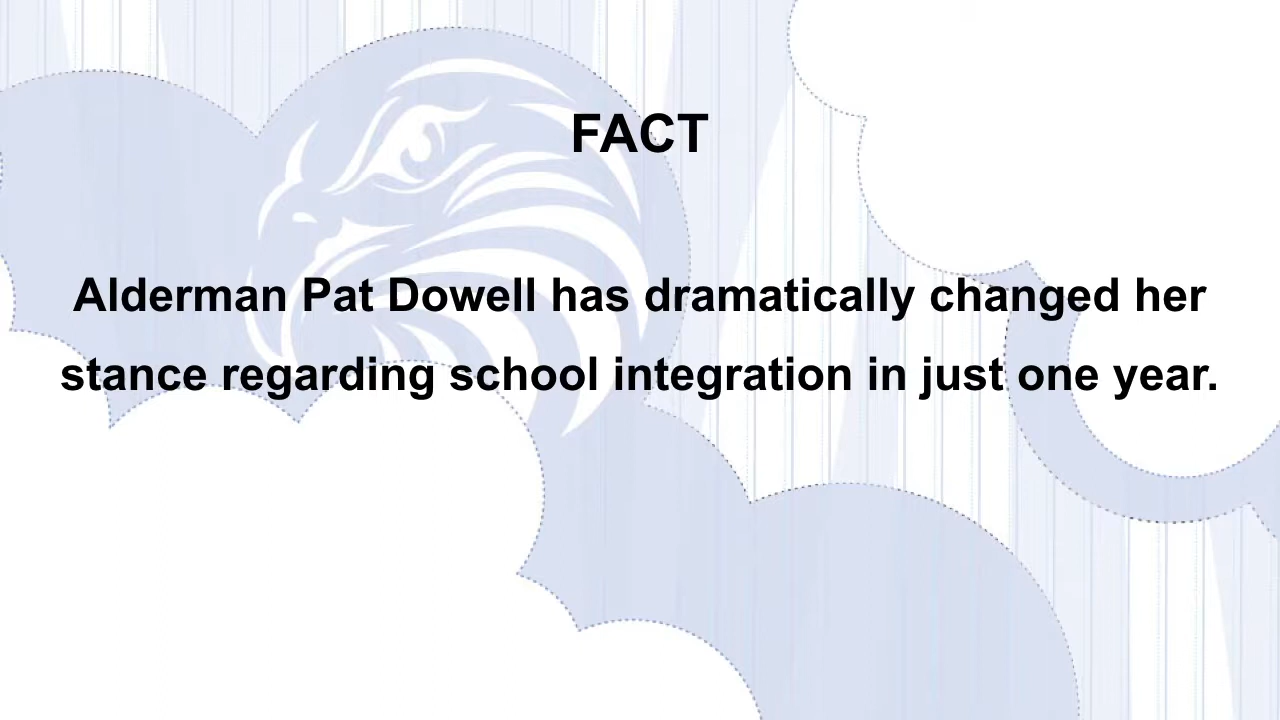 FACT
Alderman Pat Dowell has dramatically changed her
stance regarding school integration in just one year.